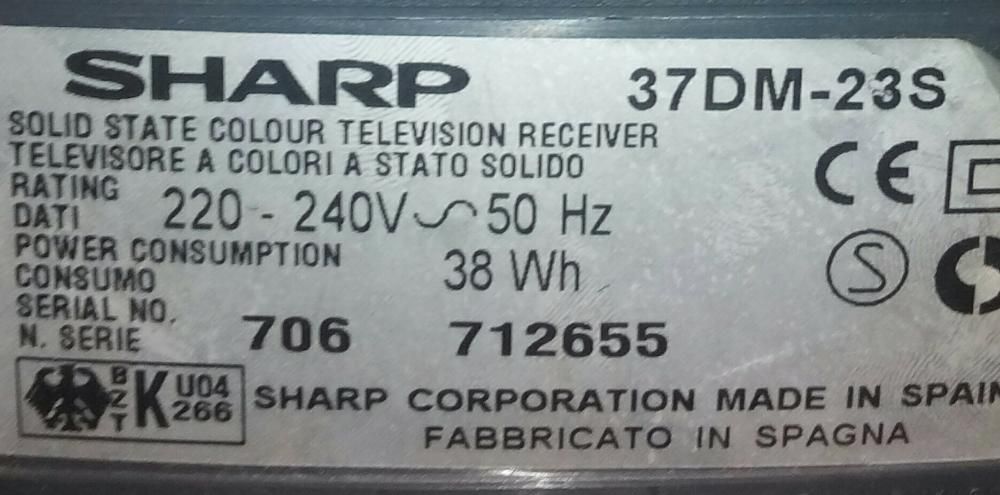 SHARP 37DM-23S
SOLID STATE COLOUR TELEVISION RECEIVER
TELEVISORE A COLORI A STATO SOLIDO
RATING
DATI 220 - 240V ~ 50 Hz
POWER CONSUMPTION
CONSUMO 38 Wh
SERIAL NO.
N. SERIE 706 712655
BZT K U04 266
SHARP CORPORATION MADE IN SPAIN
FABBRICATO IN SPAGNA
CE
S